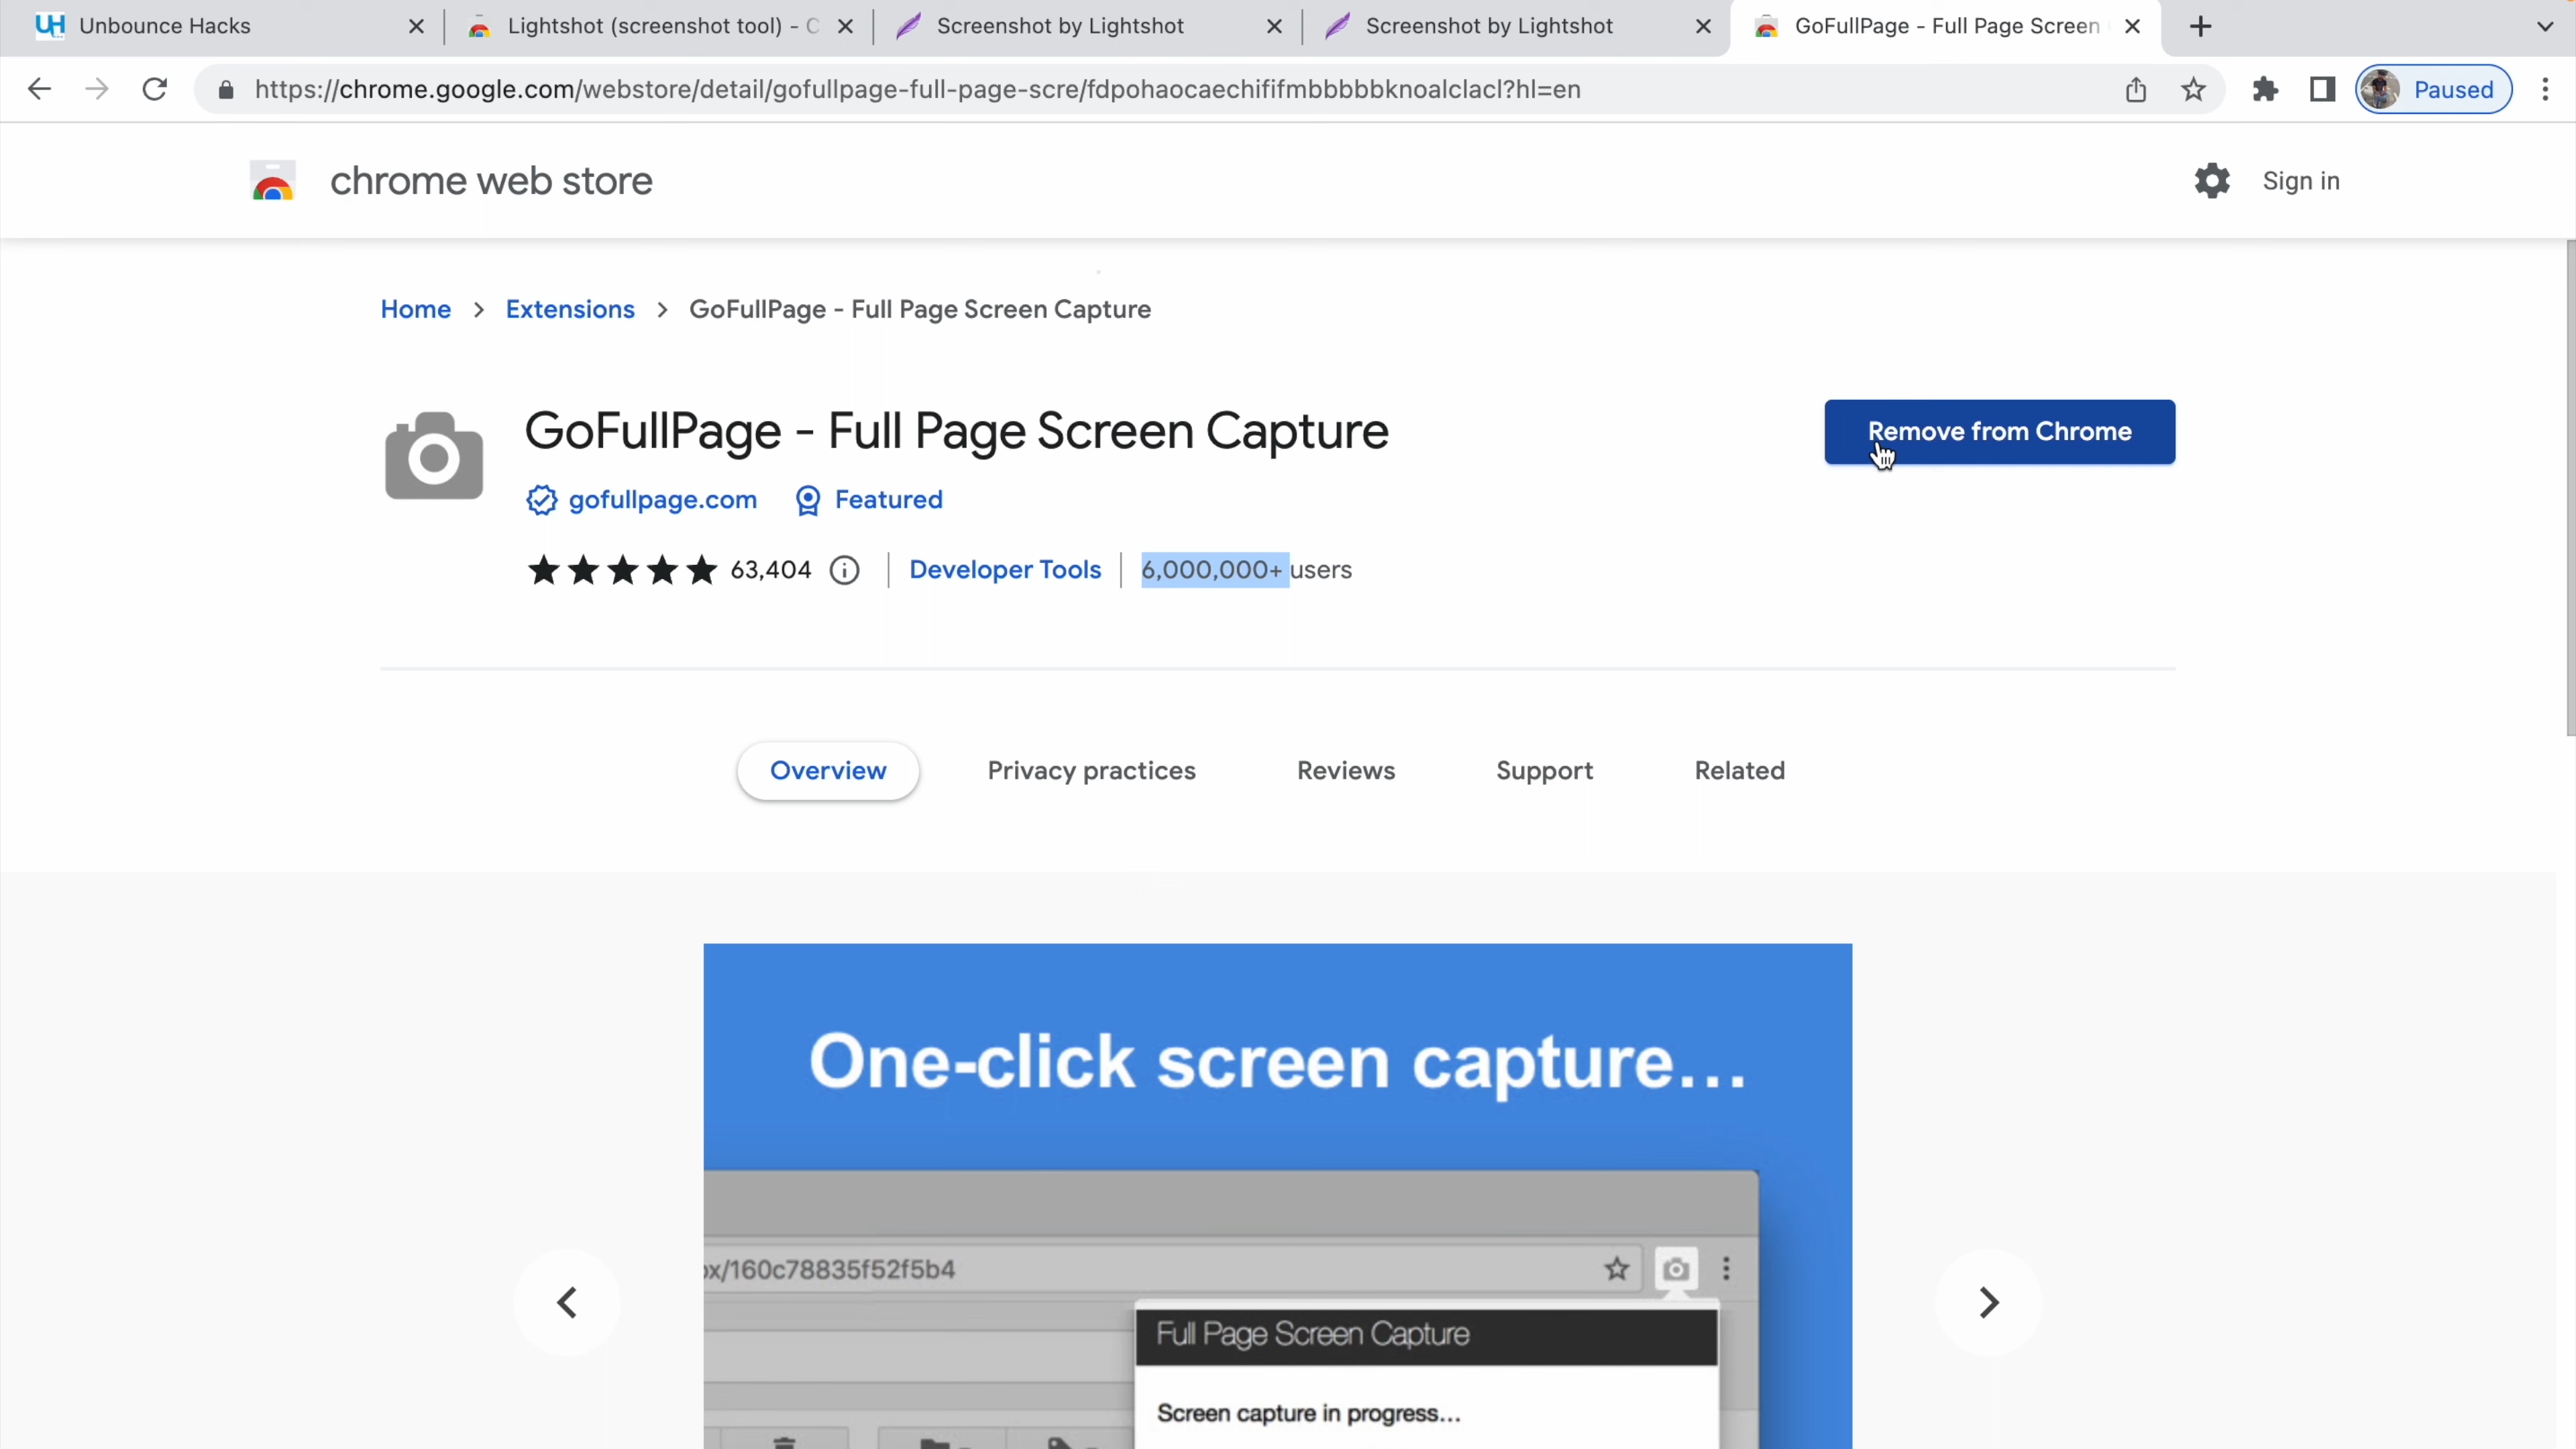 UH Unbounce Hacks
Lightshot (screenshot tool) - C
Screenshot by Lightshot
Screenshot by Lightshot
GoFullPage - Full Page Screen
https://chrome.google.com/webstore/detail/gofullpage-full-page-scre/fdpohaocaechififmbbbbbknoalclacl?hl=en
Paused
chrome web store
Sign in
Home > Extensions > GoFullPage - Full Page Screen Capture
GoFullPage - Full Page Screen Capture
Remove from Chrome
gofullpage.com Featured
63,404 Developer Tools 6,000,000+ users
Overview Privacy practices Reviews Support Related
One-click screen capture...
ox/160c78835f52f5b4
Full Page Screen Capture
Screen capture in progress...